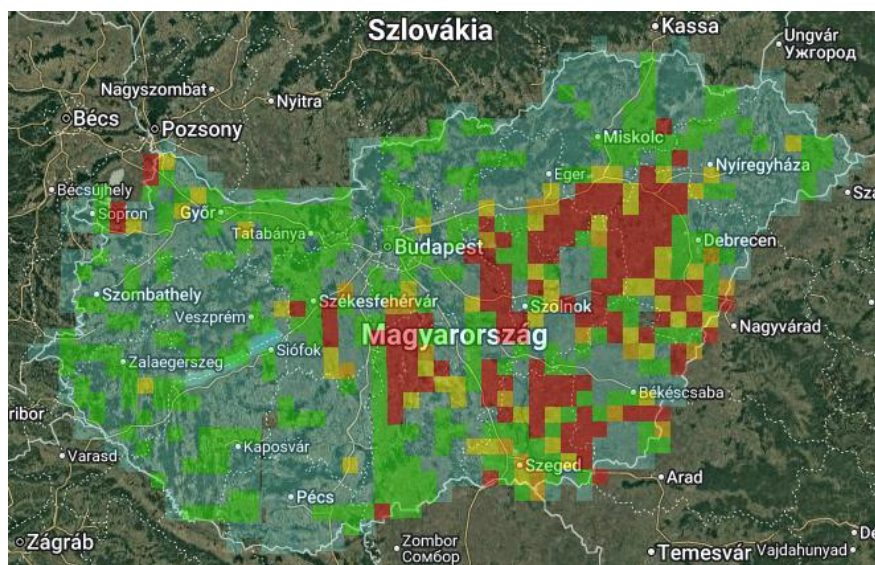 Szlovákia
Kassa
Ungvár
Ужгород
Nagyszombat
Nyitra
Bécs
Pozsony
Miskolc
Nyíregyháza
Eger
Bécsújhely
Sopron
Győr
Tatabánya
Budapest
Debrecen
Szombathely
Székesfehérvár
Szolnok
Veszprém
Magyarország
Nagyvárad
Siófok
Zalaegerszeg
Békéscsaba
ribor
Varasd
Kaposvár
Szeged
Arad
Pécs
Zágráb
Zombor
Сомбор
Temesvár
Vajdahunyad